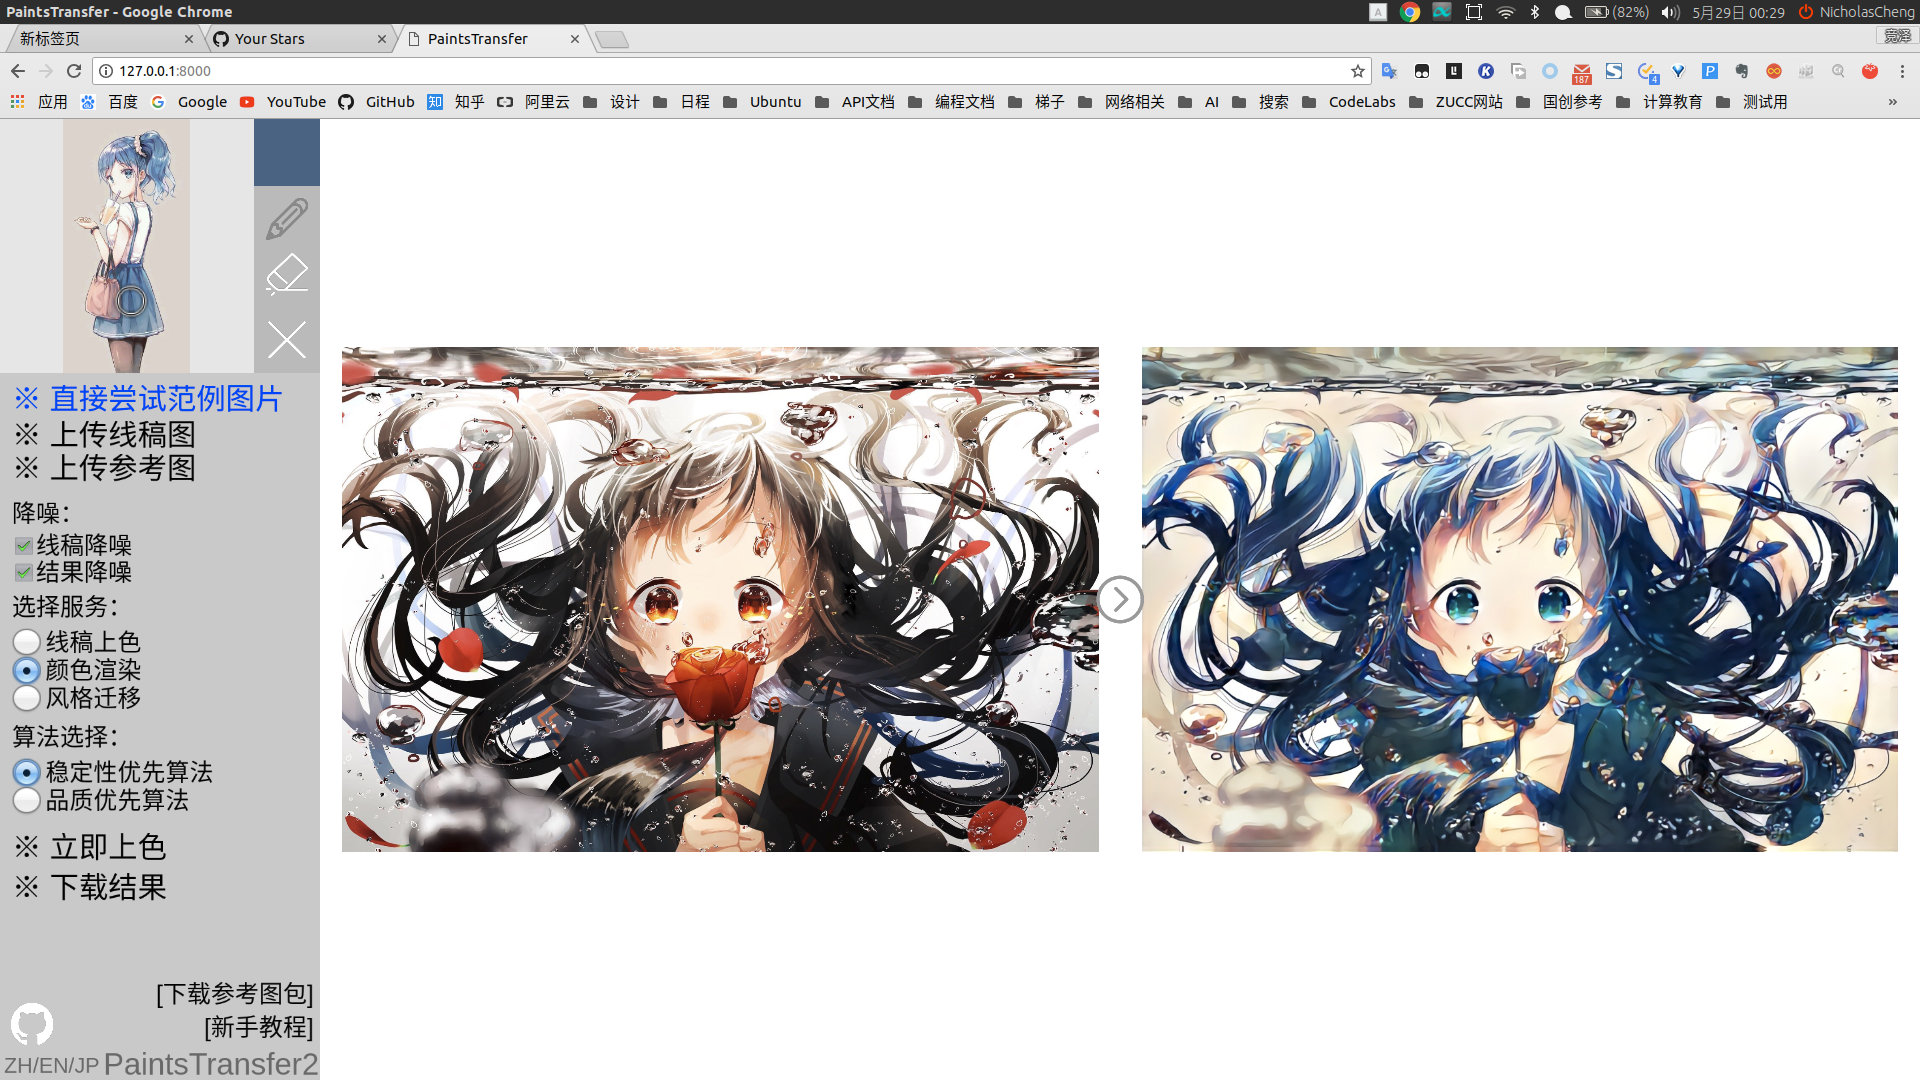 PaintsTransfer - Google Chrome
(82%)
5月29日 00:29
NicholasCheng
新标签页
Your Stars
PaintsTransfer
竞泽
127.0.0.1:8000
187
4
应用
百度
Google
YouTube
GitHub
知 知乎
阿里云
设计
日程
Ubuntu
API文档
编程文档
梯子
网络相关
AI
搜索
CodeLabs
ZUCC网站
国创参考
计算教育
测试用
»
※ 直接尝试范例图片
※ 上传线稿图
※ 上传参考图
降噪:
线稿降噪
结果降噪
选择服务:
线稿上色
颜色渲染
风格迁移
算法选择:
稳定性优先算法
品质优先算法
※ 立即上色
※ 下载结果
[下载参考图包]
[新手教程]
ZH/EN/JP PaintsTransfer2